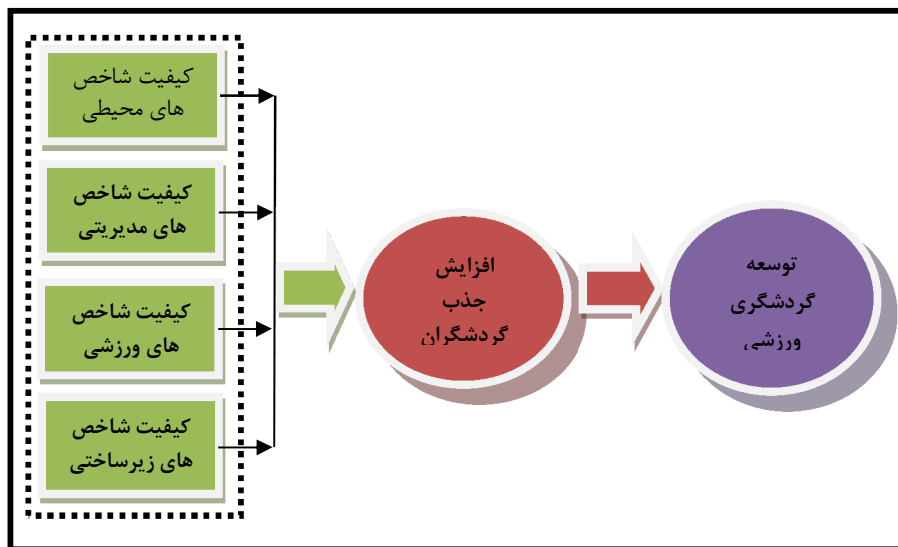 کیفیت شاخص
های محیطی
کیفیت شاخص
های مدیریتی
کیفیت شاخص
های ورزشی
کیفیت شاخص
های زیرساختی
افزایش
جذب
گردشگران
توسعه
گردشگری
ورزشی